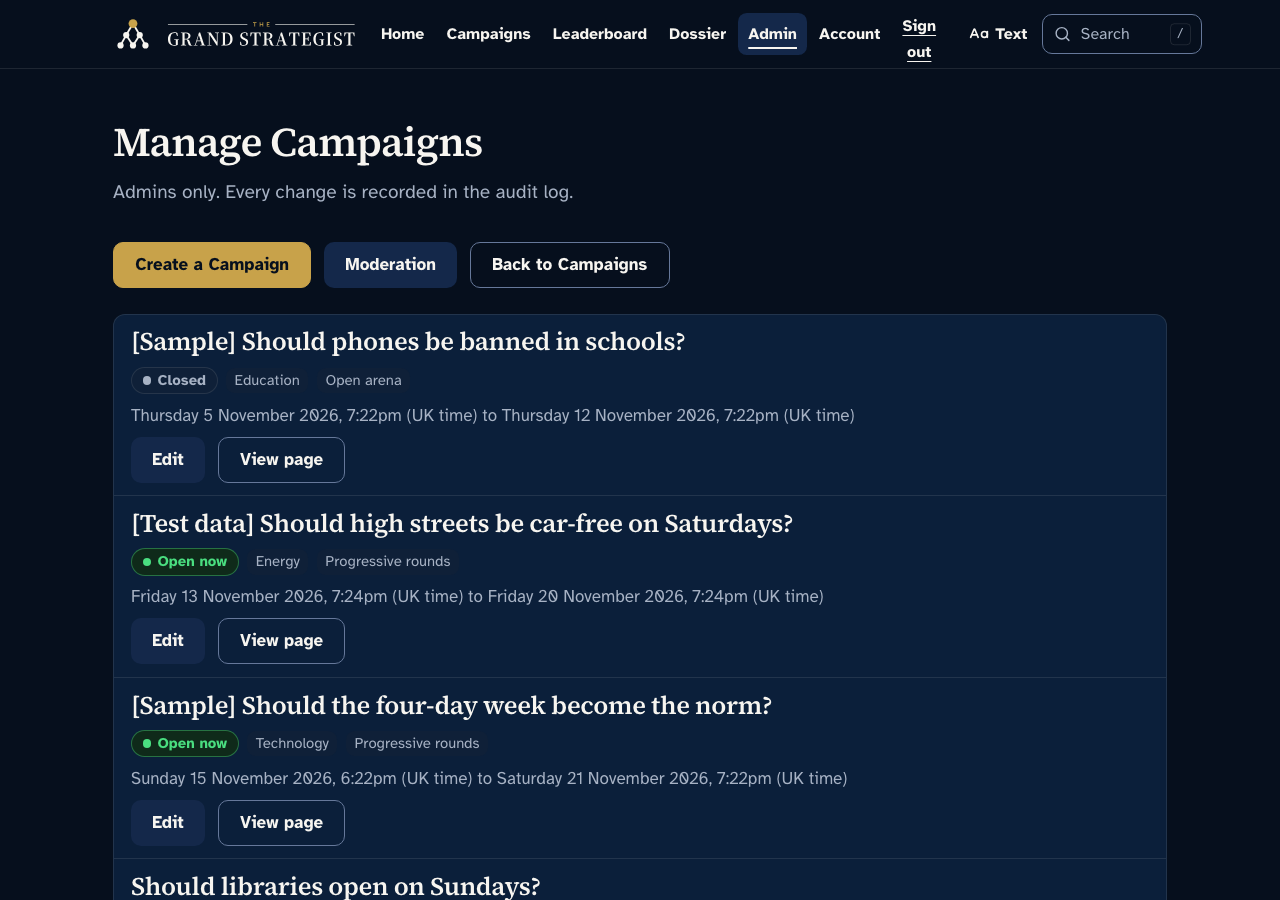 THE
GRAND STRATEGIST
Home
Campaigns
Leaderboard
Dossier
Admin
Account
Sign
out
Aa Text
Search
/
Manage Campaigns
Admins only. Every change is recorded in the audit log.
Create a Campaign
Moderation
Back to Campaigns
[Sample] Should phones be banned in schools?
Closed
Education
Open arena
Thursday 5 November 2026, 7:22pm (UK time) to Thursday 12 November 2026, 7:22pm (UK time)
Edit
View page
[Test data] Should high streets be car-free on Saturdays?
Open now
Energy
Progressive rounds
Friday 13 November 2026, 7:24pm (UK time) to Friday 20 November 2026, 7:24pm (UK time)
Edit
View page
[Sample] Should the four-day week become the norm?
Open now
Technology
Progressive rounds
Sunday 15 November 2026, 6:22pm (UK time) to Saturday 21 November 2026, 7:22pm (UK time)
Edit
View page
Should libraries open on Sundays?